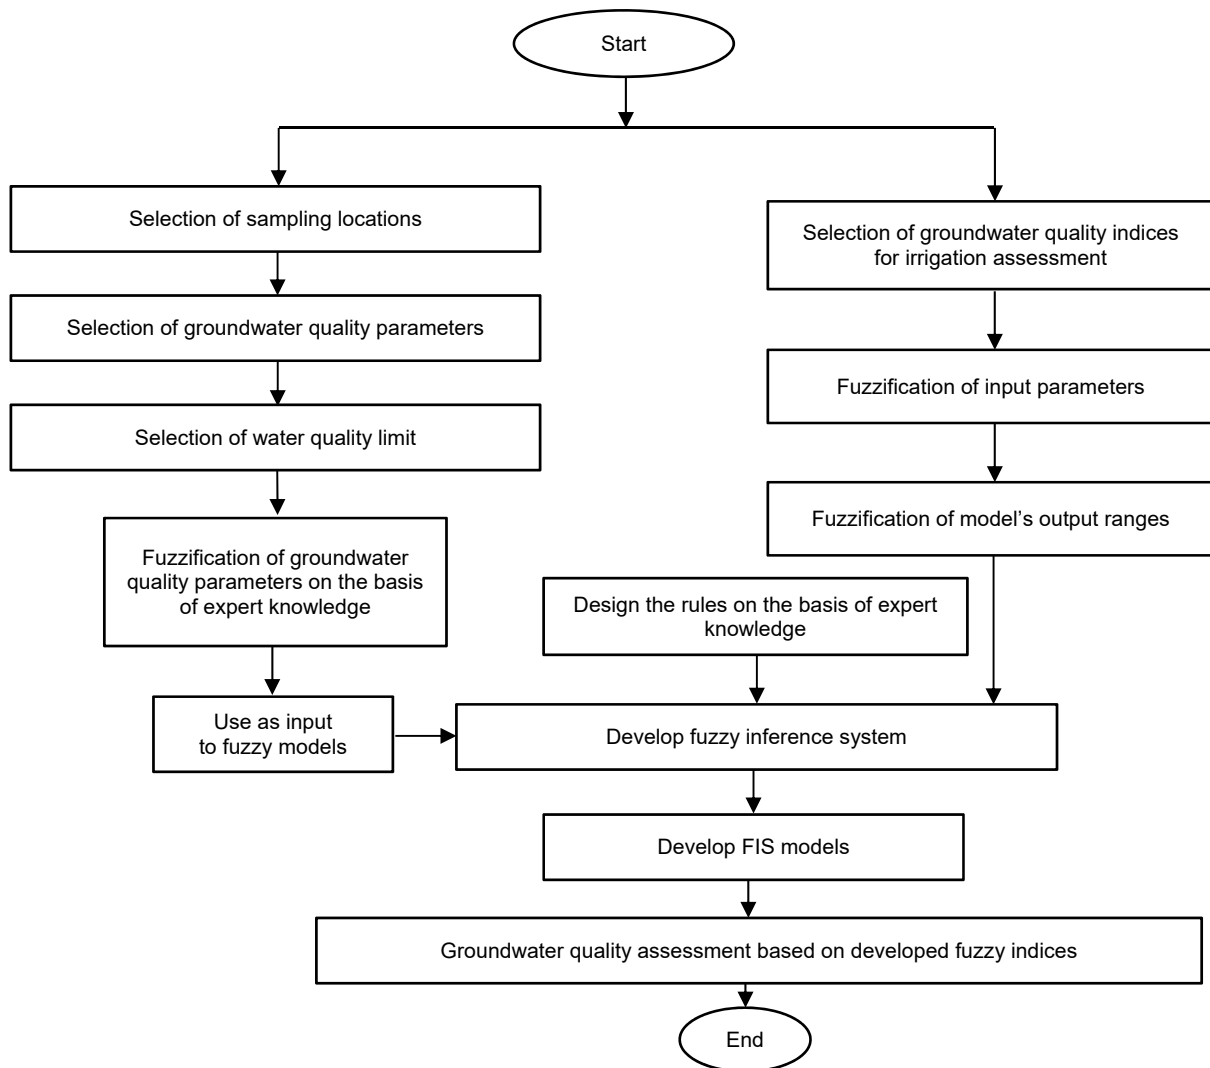 Start
Selection of sampling locations
Selection of groundwater quality parameters
Selection of water quality limit
Fuzzification of groundwater
quality parameters on the basis
of expert knowledge
Use as input
to fuzzy models
Selection of groundwater quality indices
for irrigation assessment
Fuzzification of input parameters
Fuzzification of model’s output ranges
Design the rules on the basis of expert
knowledge
Develop fuzzy inference system
Develop FIS models
Groundwater quality assessment based on developed fuzzy indices
End